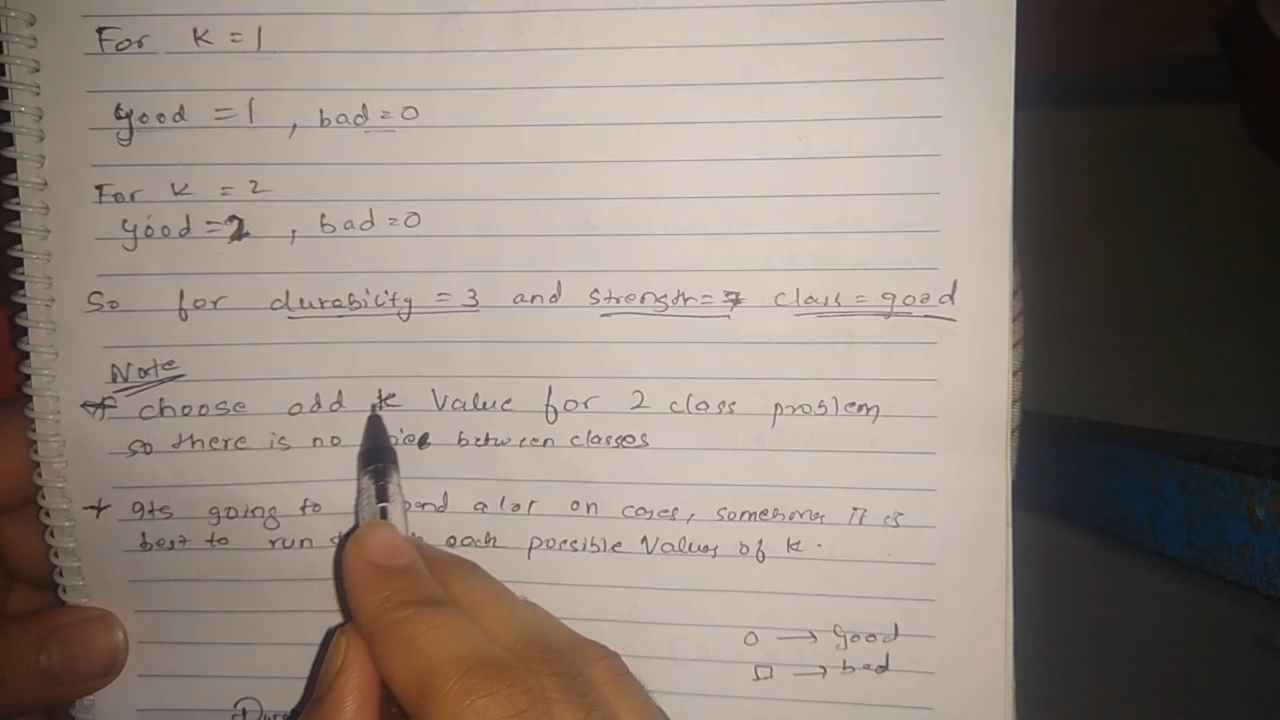 For K = 1
good = 1, bad = 0
For K = 2
good = 2, bad = 0
So for durability = 3 and strength = 7 class = good
Note
* choose odd k value for 2 class problem
so there is no between classes
* Its going to a lot on cases, sometimes it is
best to run each possible values of k.
O → good
□ → bad